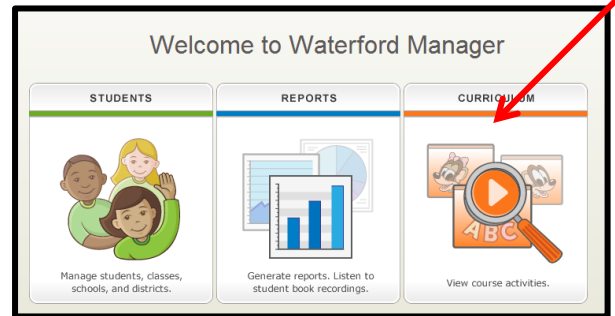 Welcome to Waterford Manager
STUDENTS
REPORTS
CURRICULUM
ABC
Manage students, classes,
schools, and districts.
Generate reports. Listen to
student book recordings.
View course activities.